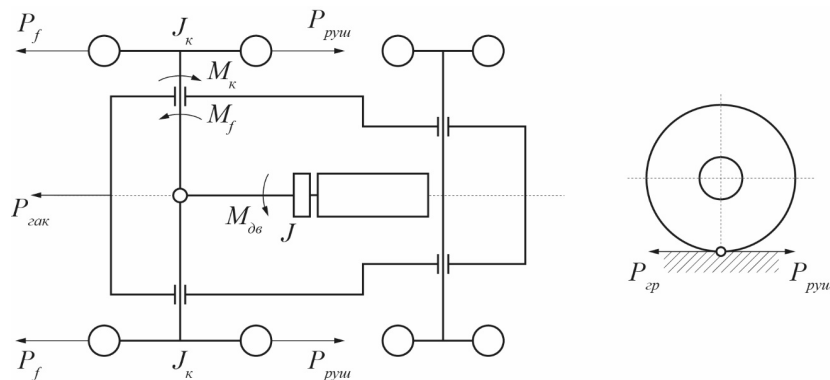 P_f J_к P_руш
M_к
M_f
P_гак M_дв J
P_гр P_руш
P_f J_к P_руш